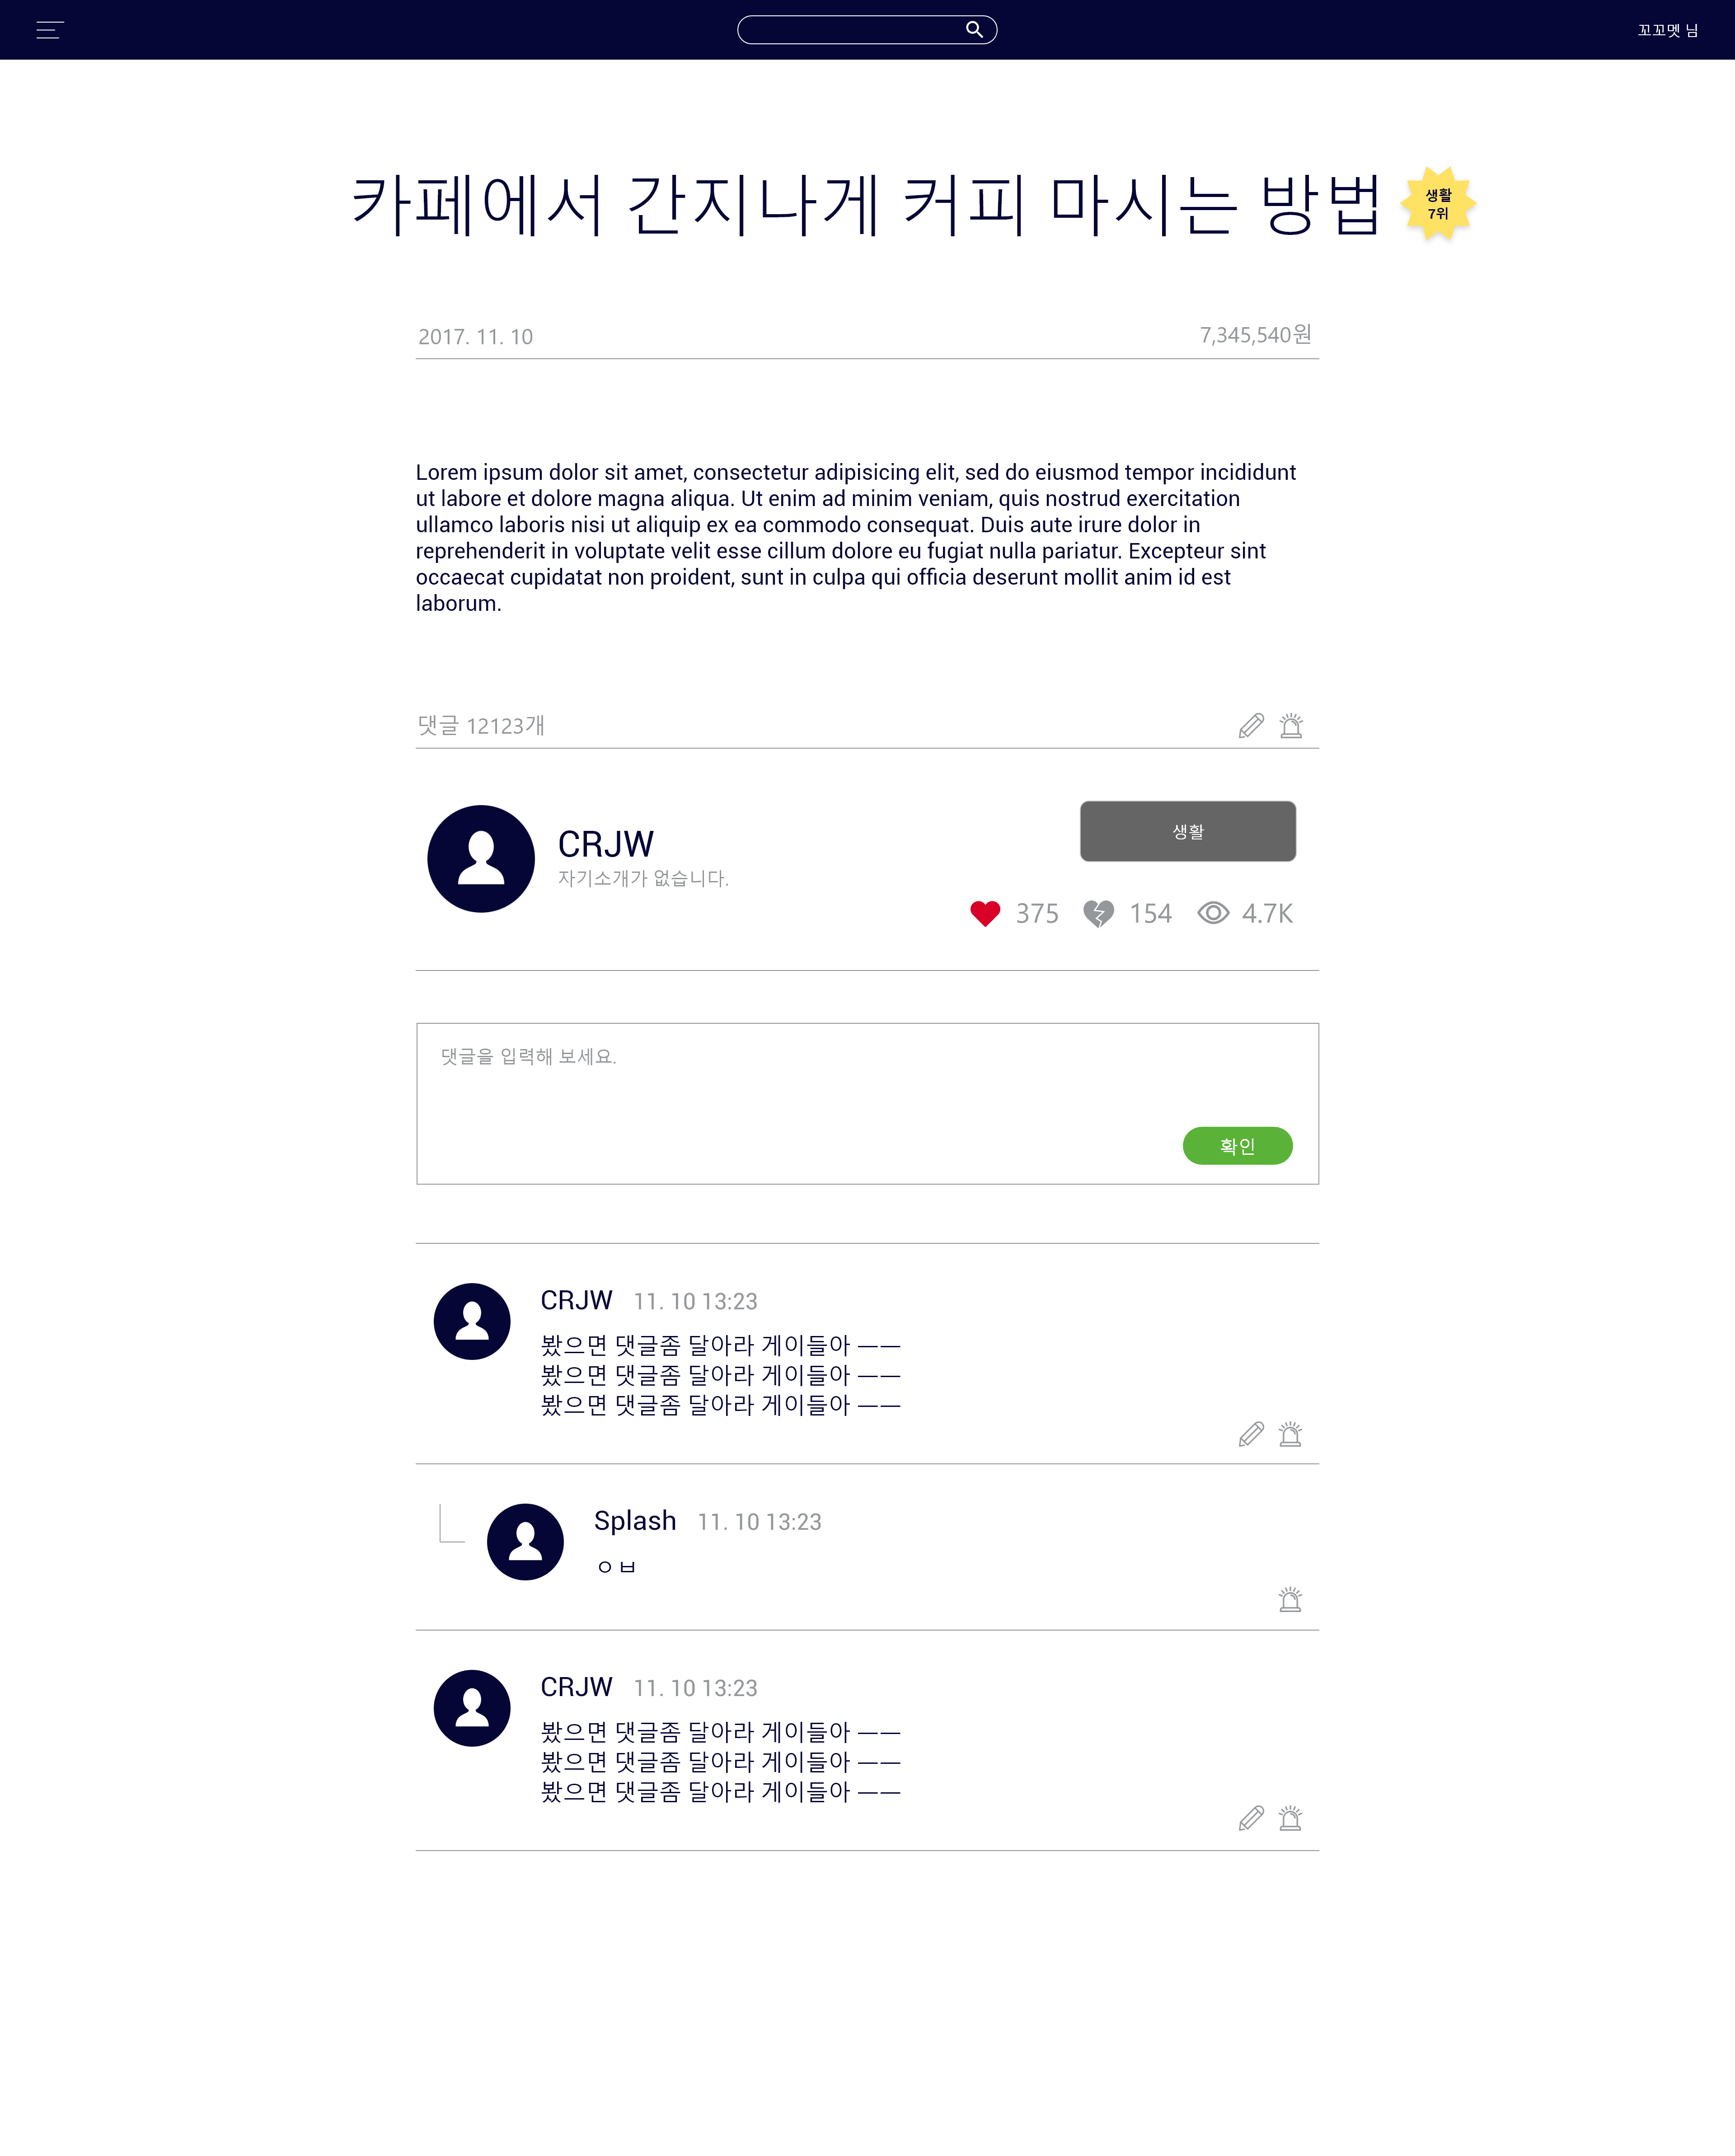 꼬꼬멧 님
카페에서 간지나게 커피 마시는 방법
생활
7위
2017. 11. 10
7,345,540원
Lorem ipsum dolor sit amet, consectetur adipisicing elit, sed do eiusmod tempor incididunt
ut labore et dolore magna aliqua. Ut enim ad minim veniam, quis nostrud exercitation
ullamco laboris nisi ut aliquip ex ea commodo consequat. Duis aute irure dolor in
reprehenderit in voluptate velit esse cillum dolore eu fugiat nulla pariatur. Excepteur sint
occaecat cupidatat non proident, sunt in culpa qui officia deserunt mollit anim id est
laborum.
댓글 12123개
CRJW
자기소개가 없습니다.
생활
375
154
4.7K
댓글을 입력해 보세요.
확인
CRJW 11. 10 13:23
봤으면 댓글좀 달아라 게이들아 ㅡㅡ
봤으면 댓글좀 달아라 게이들아 ㅡㅡ
봤으면 댓글좀 달아라 게이들아 ㅡㅡ
Splash 11. 10 13:23
ㅇㅂ
CRJW 11. 10 13:23
봤으면 댓글좀 달아라 게이들아 ㅡㅡ
봤으면 댓글좀 달아라 게이들아 ㅡㅡ
봤으면 댓글좀 달아라 게이들아 ㅡㅡ